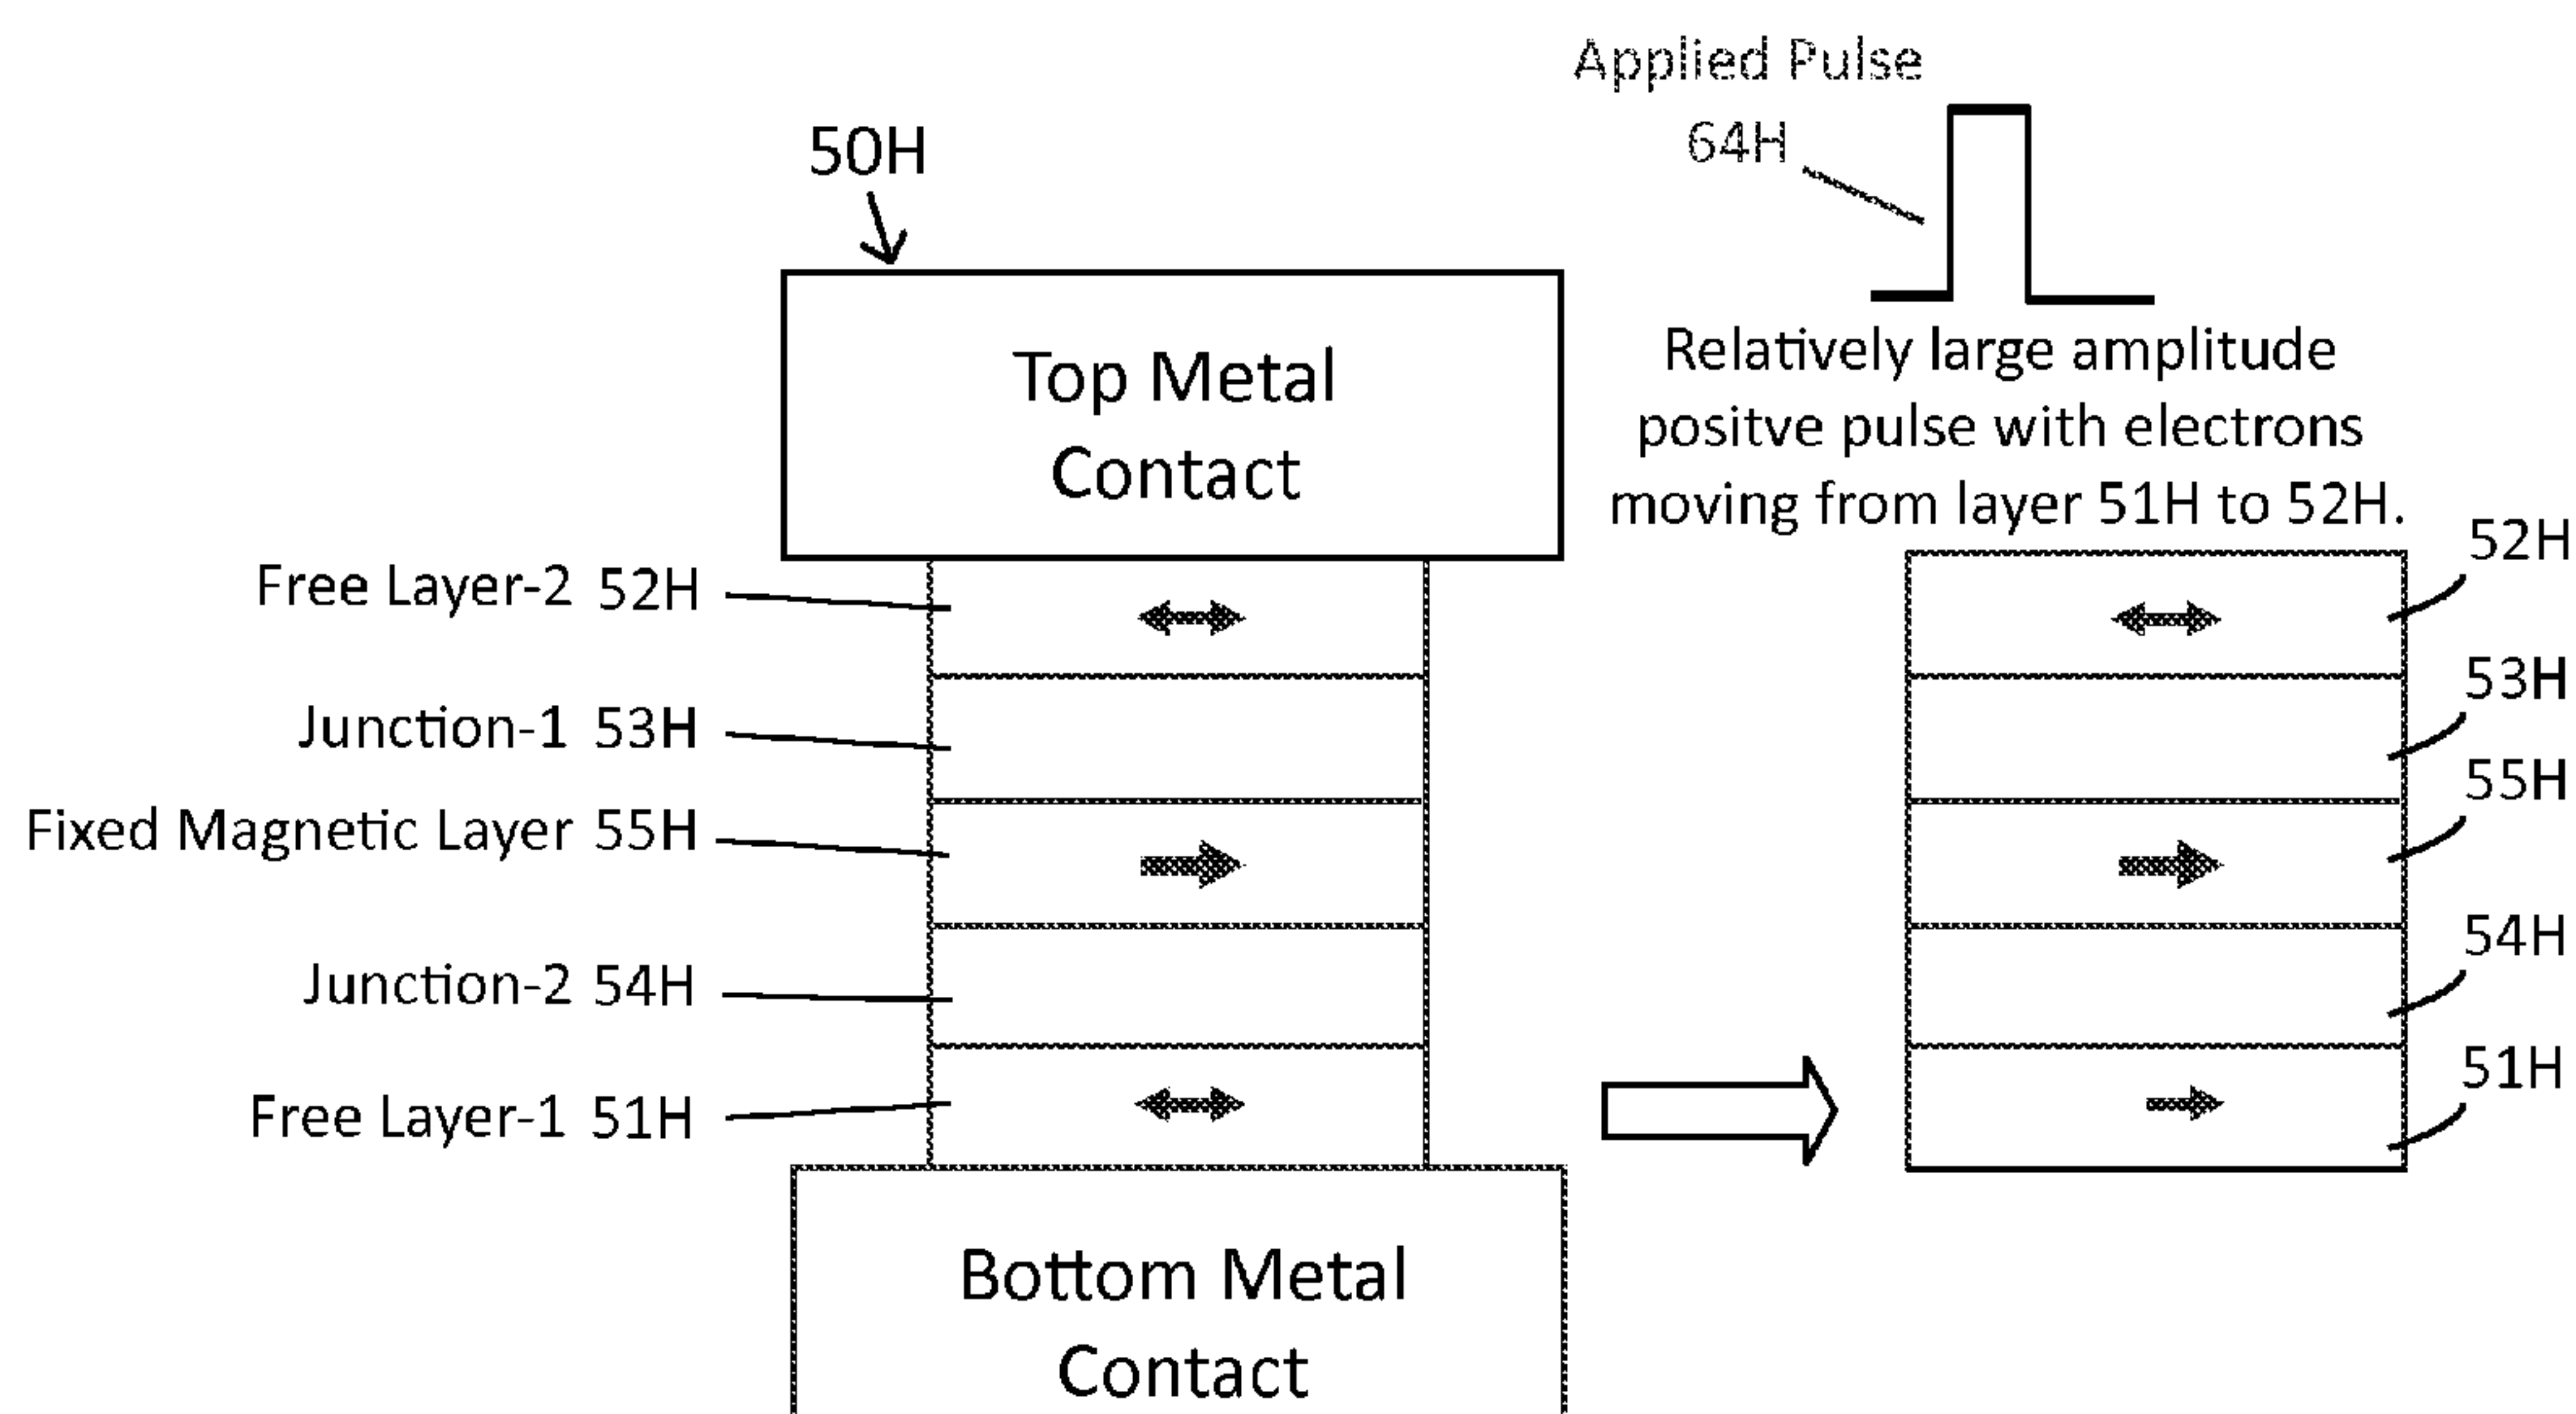 Applied Pulse
64H
50H
Top Metal
Contact
Relatively large amplitude
positve pulse with electrons
moving from layer 51H to 52H.
Free Layer-2 52H
Junction-1 53H
Fixed Magnetic Layer 55H
Junction-2 54H
Free Layer-1 51H
52H
53H
55H
54H
51H
Bottom Metal
Contact